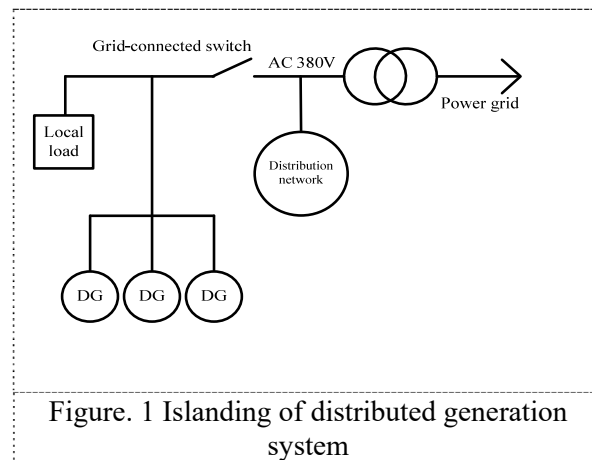 Grid-connected switch
AC 380V
Power grid
Local
load
Distribution
network
DG DG DG
Figure. 1 Islanding of distributed generation
system